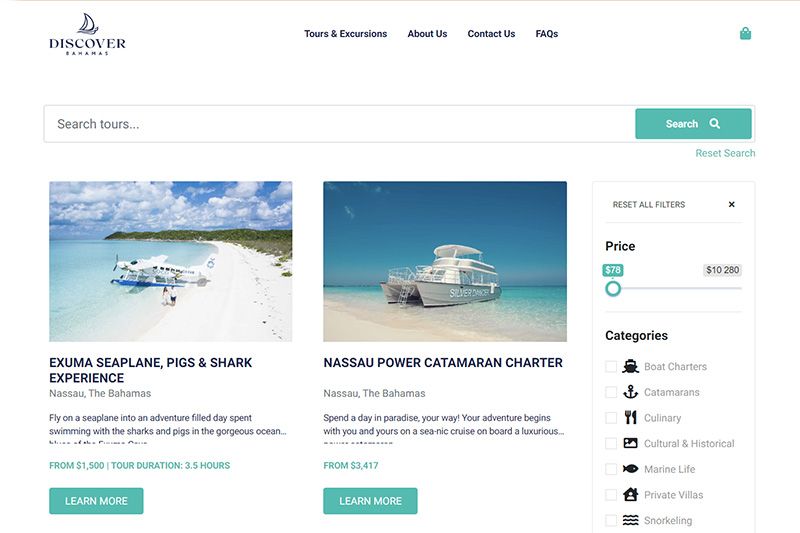 DISCOVER
BAHAMAS
Tours & Excursions
About Us
Contact Us
FAQs
Search tours...
Search
Reset Search
SILVER DANCER
EXUMA SEAPLANE, PIGS & SHARK
EXPERIENCE
Nassau, The Bahamas
Fly on a seaplane into an adventure filled day spent
swimming with the sharks and pigs in the gorgeous ocean...
FROM $1,500 | TOUR DURATION: 3.5 HOURS
LEARN MORE
NASSAU POWER CATAMARAN CHARTER
Nassau, The Bahamas
Spend a day in paradise, your way! Your adventure begins
with you and yours on a sea-nic cruise on board a luxurious...
FROM $3,417
LEARN MORE
RESET ALL FILTERS
Price
$78
$10 280
Categories
Boat Charters
Catamarans
Culinary
Cultural & Historical
Marine Life
Private Villas
Snorkeling